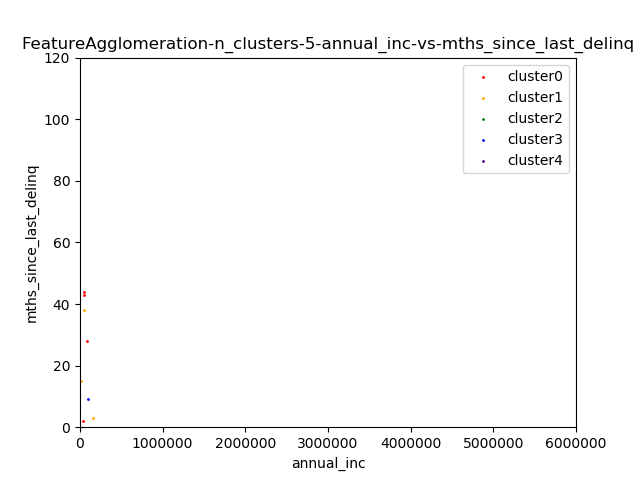 FeatureAgglomeration-n_clusters-5-annual_inc-vs-mths_since_last_delinq
120
100
80
60
40
20
0
mths_since_last_delinq
cluster0
cluster1
cluster2
cluster3
cluster4
0 1000000 2000000 3000000 4000000 5000000 6000000
annual_inc